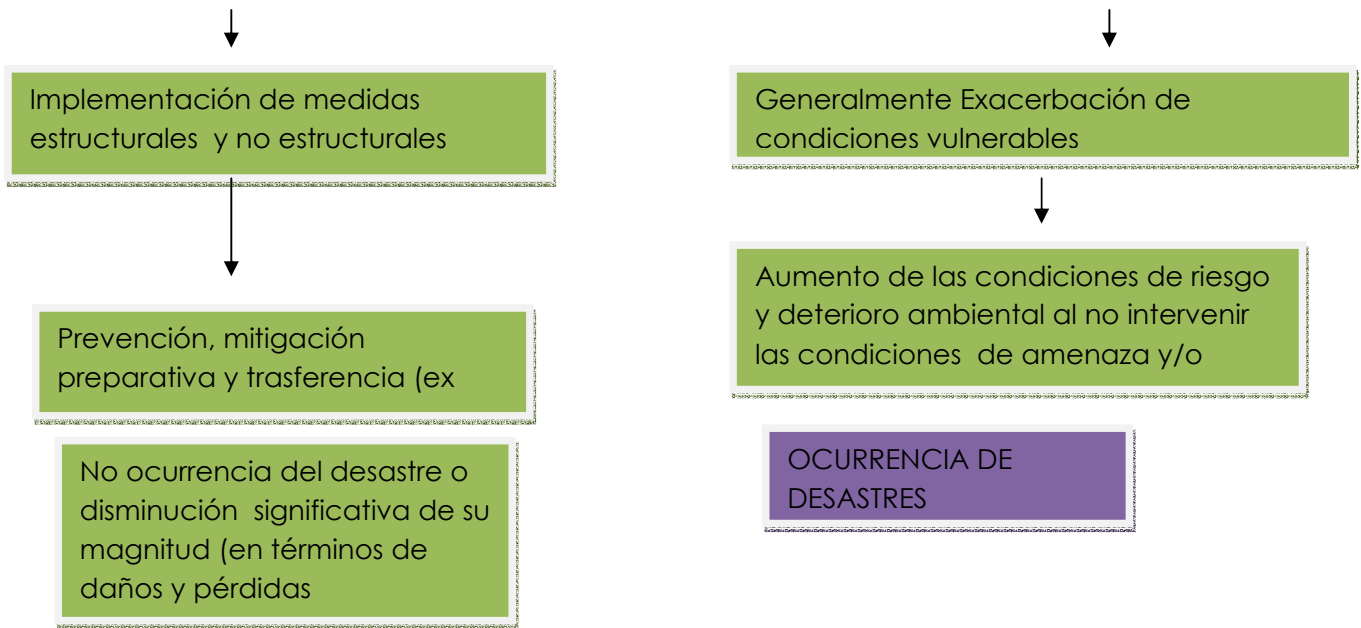 Implementación de medidas
estructurales y no estructurales
Prevención, mitigación
preparativa y trasferencia (ex
No ocurrencia del desastre o
disminución significativa de su
magnitud (en términos de
daños y pérdidas
Generalmente Exacerbación de
condiciones vulnerables
Aumento de las condiciones de riesgo
y deterioro ambiental al no intervenir
las condiciones de amenaza y/o
OCURRENCIA DE
DESASTRES